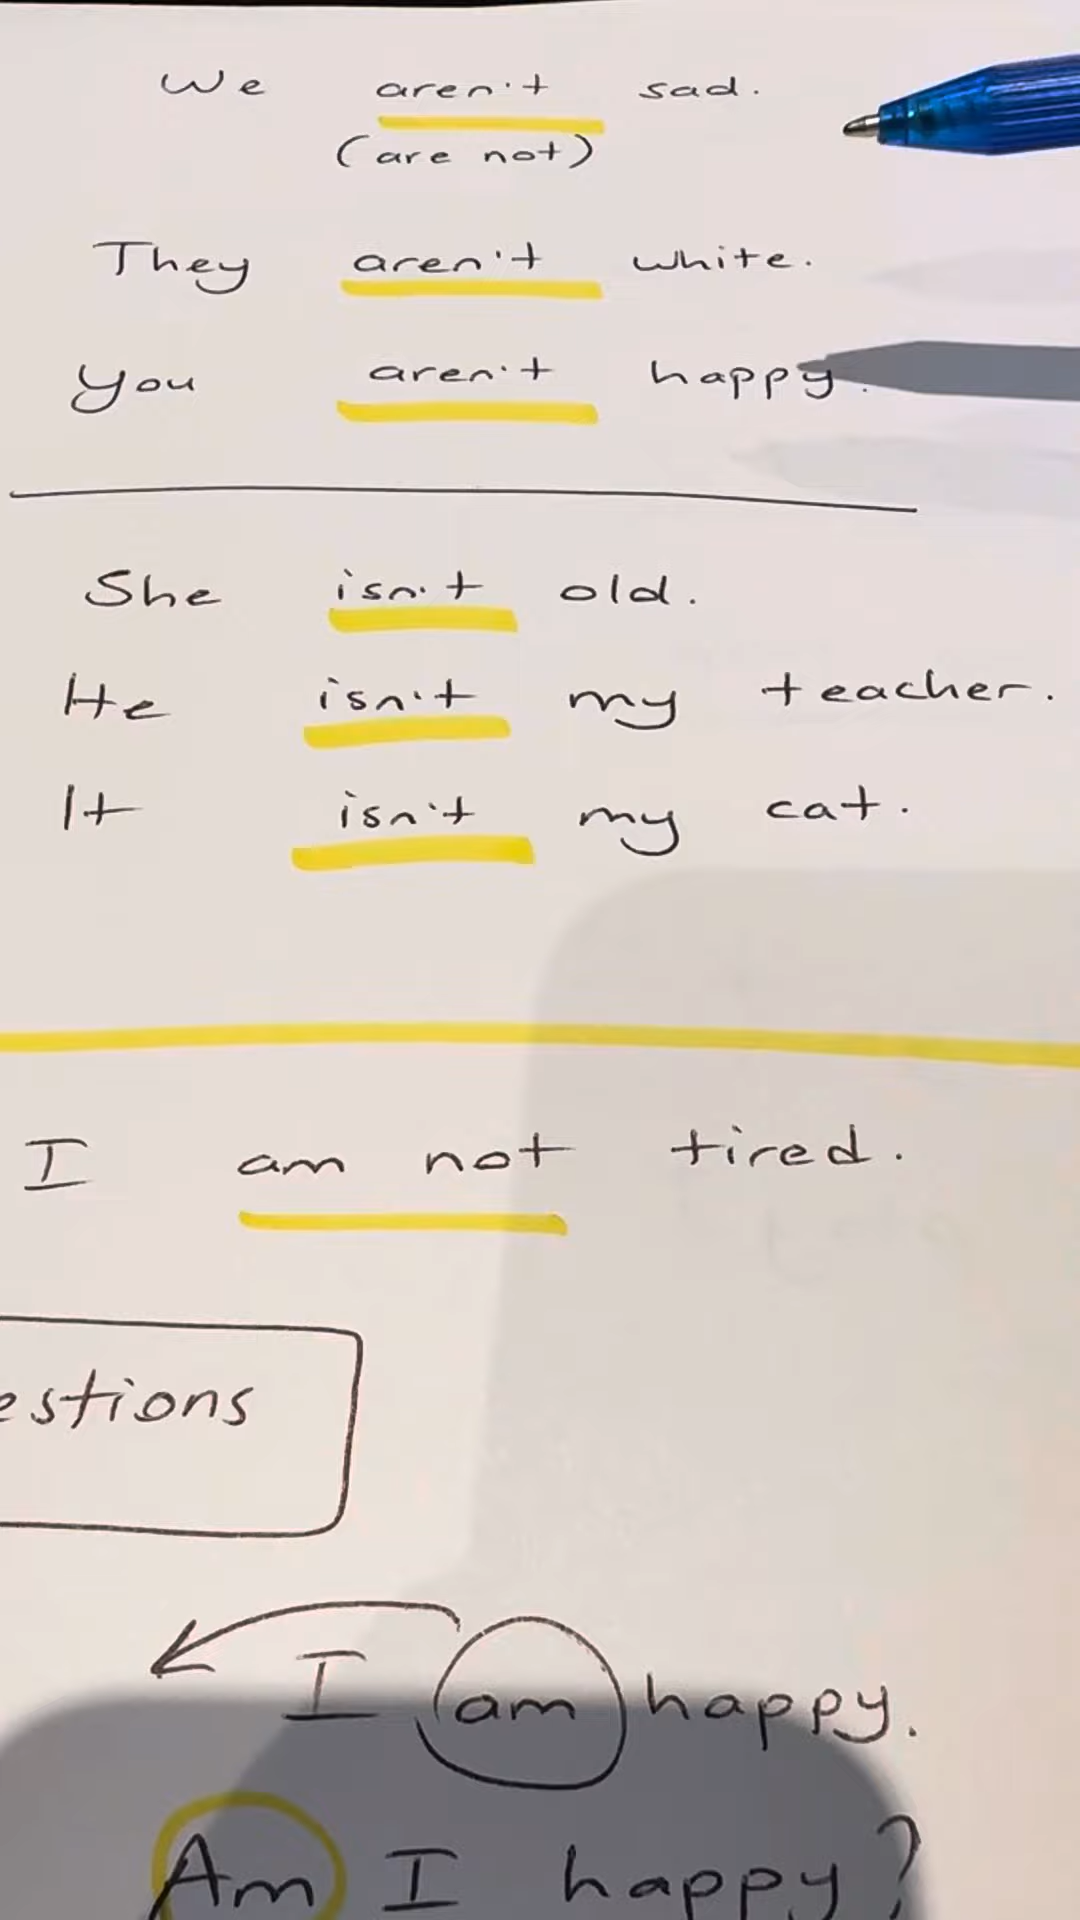 We aren't sad.
(are not)
They aren't white.
You aren't happy.
She isn't old.
He isn't my teacher.
It isn't my cat.
I am not tired.
estions
I am happy.
Am I happy?